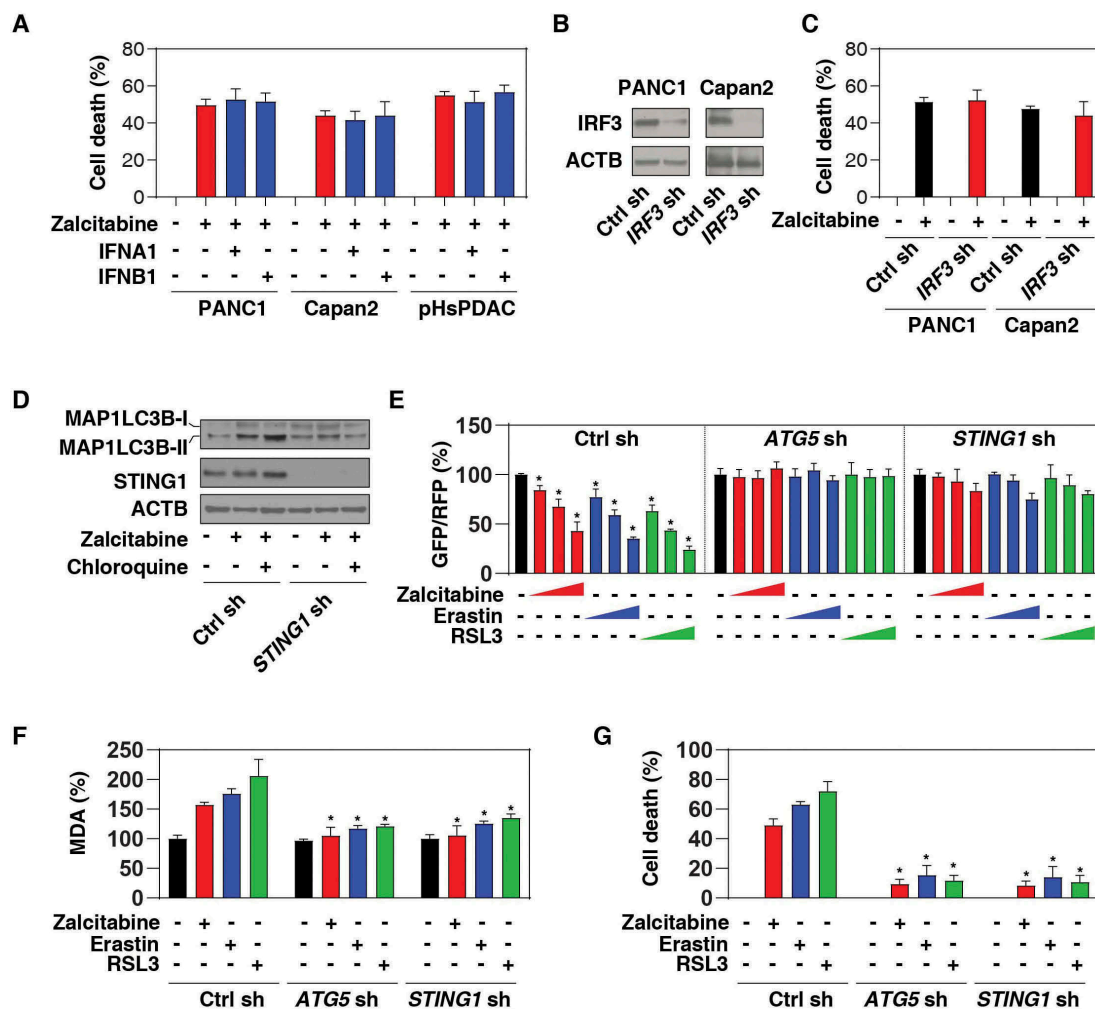 A
Cell death (%)
80
60
40
20
0
Zalcitabine - + + + - + + + - + + +
IFNA1 - - + - - - + - - - + -
IFNB1 - - - + - - - + - - - +
PANC1 Capan2 pHsPDAC
B
PANC1 Capan2
IRF3
ACTB
Ctrl sh
IRF3 sh
Ctrl sh
IRF3 sh
C
Cell death (%)
80
60
40
20
0
Zalcitabine - + - + - + - +
Ctrl sh
IRF3 sh
Ctrl sh
IRF3 sh
PANC1 Capan2
D
MAP1LC3B-I
MAP1LC3B-II
STING1
ACTB
Zalcitabine - + + - + +
Chloroquine - - + - - +
Ctrl sh
STING1 sh
E
GFP/RFP (%)
150
100
50
0
Ctrl sh ATG5 sh STING1 sh
* * * * * * * * *
Zalcitabine - - - - - - - - - - - - - - - - - - - - -
Erastin - - - - - - - - - - - - - - - - - - - - -
RSL3 - - - - - - - - - - - - - - - - - - - - -
F
MDA (%)
250
200
150
100
50
0
* * * * * *
Zalcitabine - + - - - + - - - + - -
Erastin - - + - - - + - - - + -
RSL3 - - - + - - - + - - - +
Ctrl sh ATG5 sh STING1 sh
G
Cell death (%)
100
80
60
40
20
0
* * * * * *
Zalcitabine - + - - - + - - - + - -
Erastin - - + - - - + - - - + -
RSL3 - - - + - - - + - - - +
Ctrl sh ATG5 sh STING1 sh